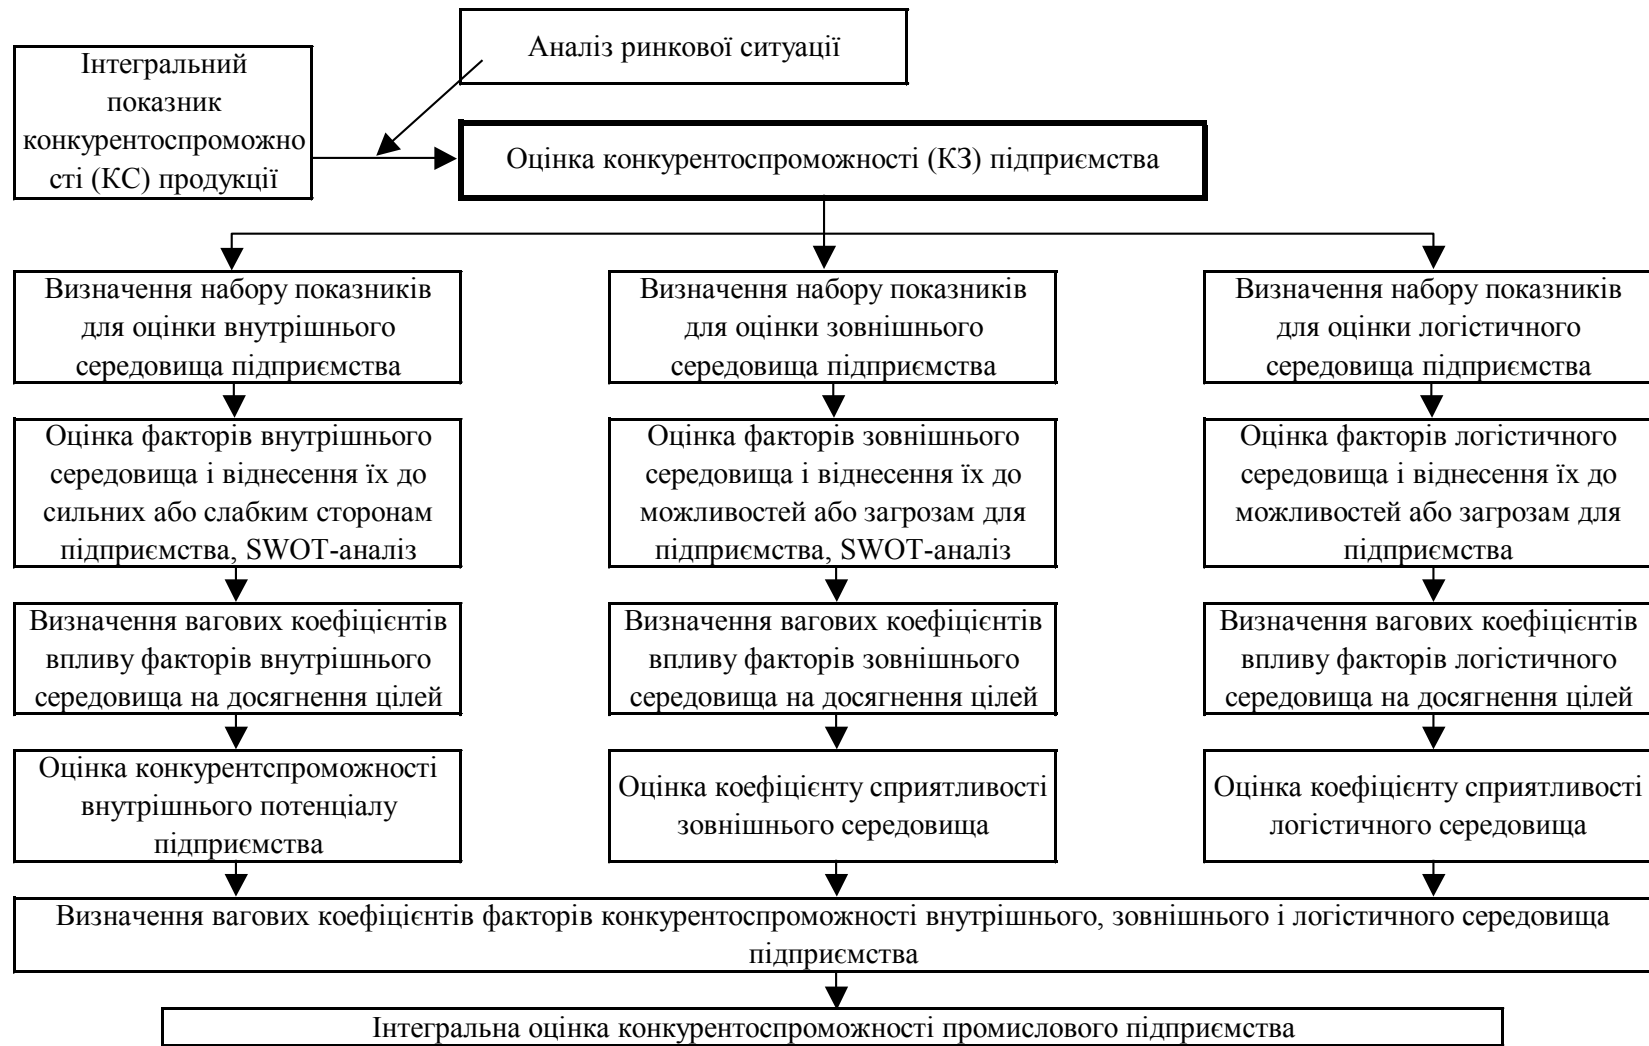 Аналіз ринкової ситуації
Інтегральний
показник
конкурентоспроможно
сті (КС) продукції
Оцінка конкурентоспроможності (КЗ) підприємства
Визначення набору показників
для оцінки внутрішнього
середовища підприємства
Визначення набору показників
для оцінки зовнішнього
середовища підприємства
Визначення набору показників
для оцінки логістичного
середовища підприємства
Оцінка факторів внутрішнього
середовища і віднесення їх до
сильних або слабким сторонам
підприємства, SWOT-аналіз
Оцінка факторів зовнішнього
середовища і віднесення їх до
можливостей або загрозам для
підприємства, SWOT-аналіз
Оцінка факторів логістичного
середовища і віднесення їх до
можливостей або загрозам для
підприємства
Визначення вагових коефіцієнтів
впливу факторів внутрішнього
середовища на досягнення цілей
Визначення вагових коефіцієнтів
впливу факторів зовнішнього
середовища на досягнення цілей
Визначення вагових коефіцієнтів
впливу факторів логістичного
середовища на досягнення цілей
Оцінка конкурентспроможності
внутрішнього потенціалу
підприємства
Оцінка коефіцієнту сприятливості
зовнішнього середовища
Оцінка коефіцієнту сприятливості
логістичного середовища
Визначення вагових коефіцієнтів факторів конкурентоспроможності внутрішнього, зовнішнього і логістичного середовища
підприємства
Інтегральна оцінка конкурентоспроможності промислового підприємства